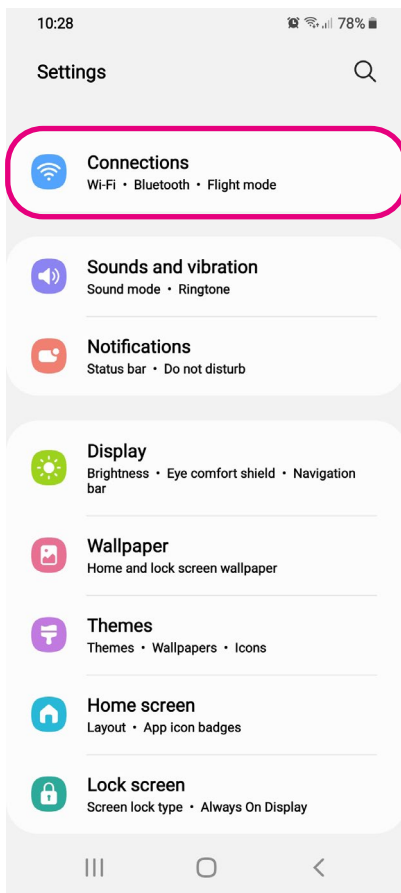 10:28 78%
Settings
Connections
Wi-Fi • Bluetooth • Flight mode
Sounds and vibration
Sound mode • Ringtone
Notifications
Status bar • Do not disturb
Display
Brightness • Eye comfort shield • Navigation
bar
Wallpaper
Home and lock screen wallpaper
Themes
Themes • Wallpapers • Icons
Home screen
Layout • App icon badges
Lock screen
Screen lock type • Always On Display